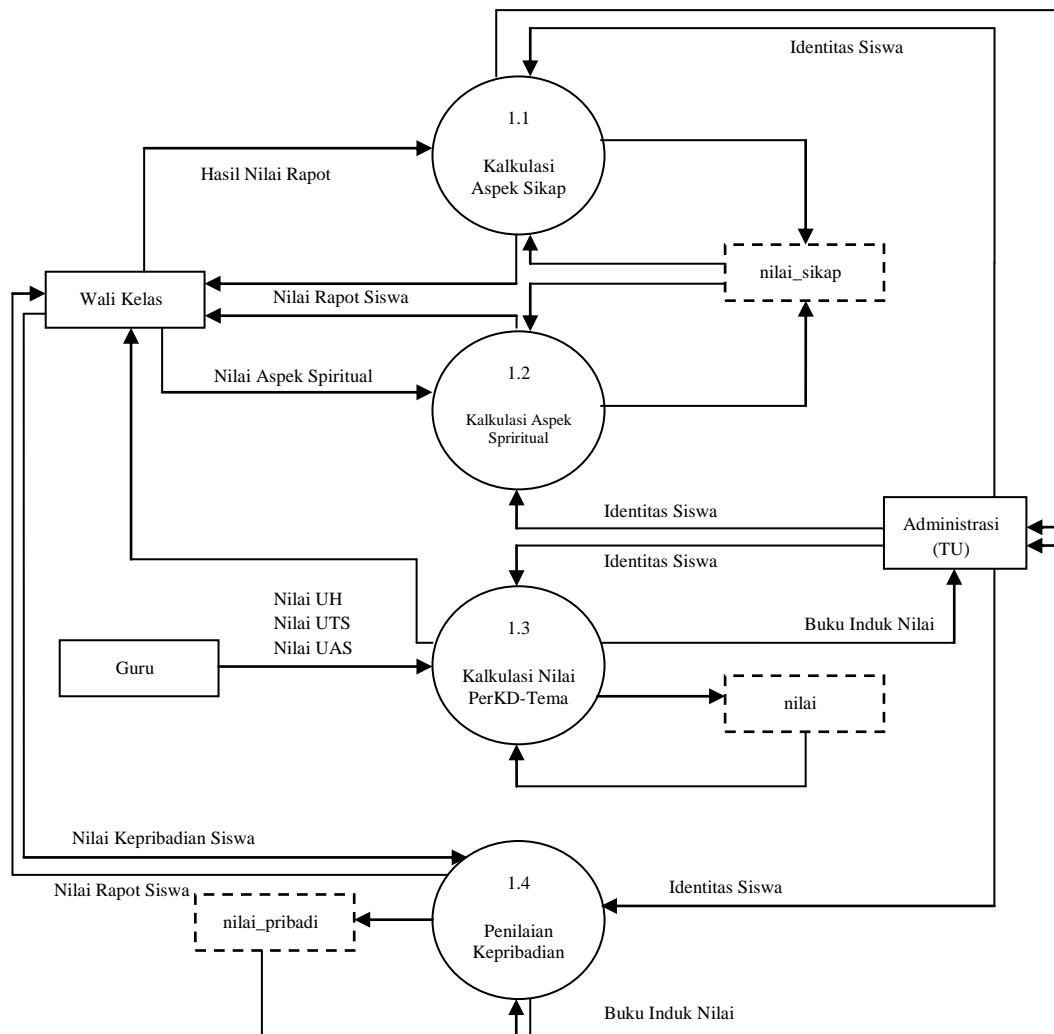 Identitas Siswa
1.1
Kalkulasi
Aspek Sikap
Hasil Nilai Rapot
nilai_sikap
Wali Kelas
Nilai Rapot Siswa
1.2
Kalkulasi Aspek
Spriritual
Nilai Aspek Spiritual
Identitas Siswa
Administrasi
(TU)
Identitas Siswa
Nilai UH
Nilai UTS
Nilai UAS
1.3
Kalkulasi Nilai
PerKD-Tema
Buku Induk Nilai
Guru
nilai
Nilai Kepribadian Siswa
Nilai Rapot Siswa
1.4
Penilaian
Kepribadian
Identitas Siswa
nilai_pribadi
Buku Induk Nilai